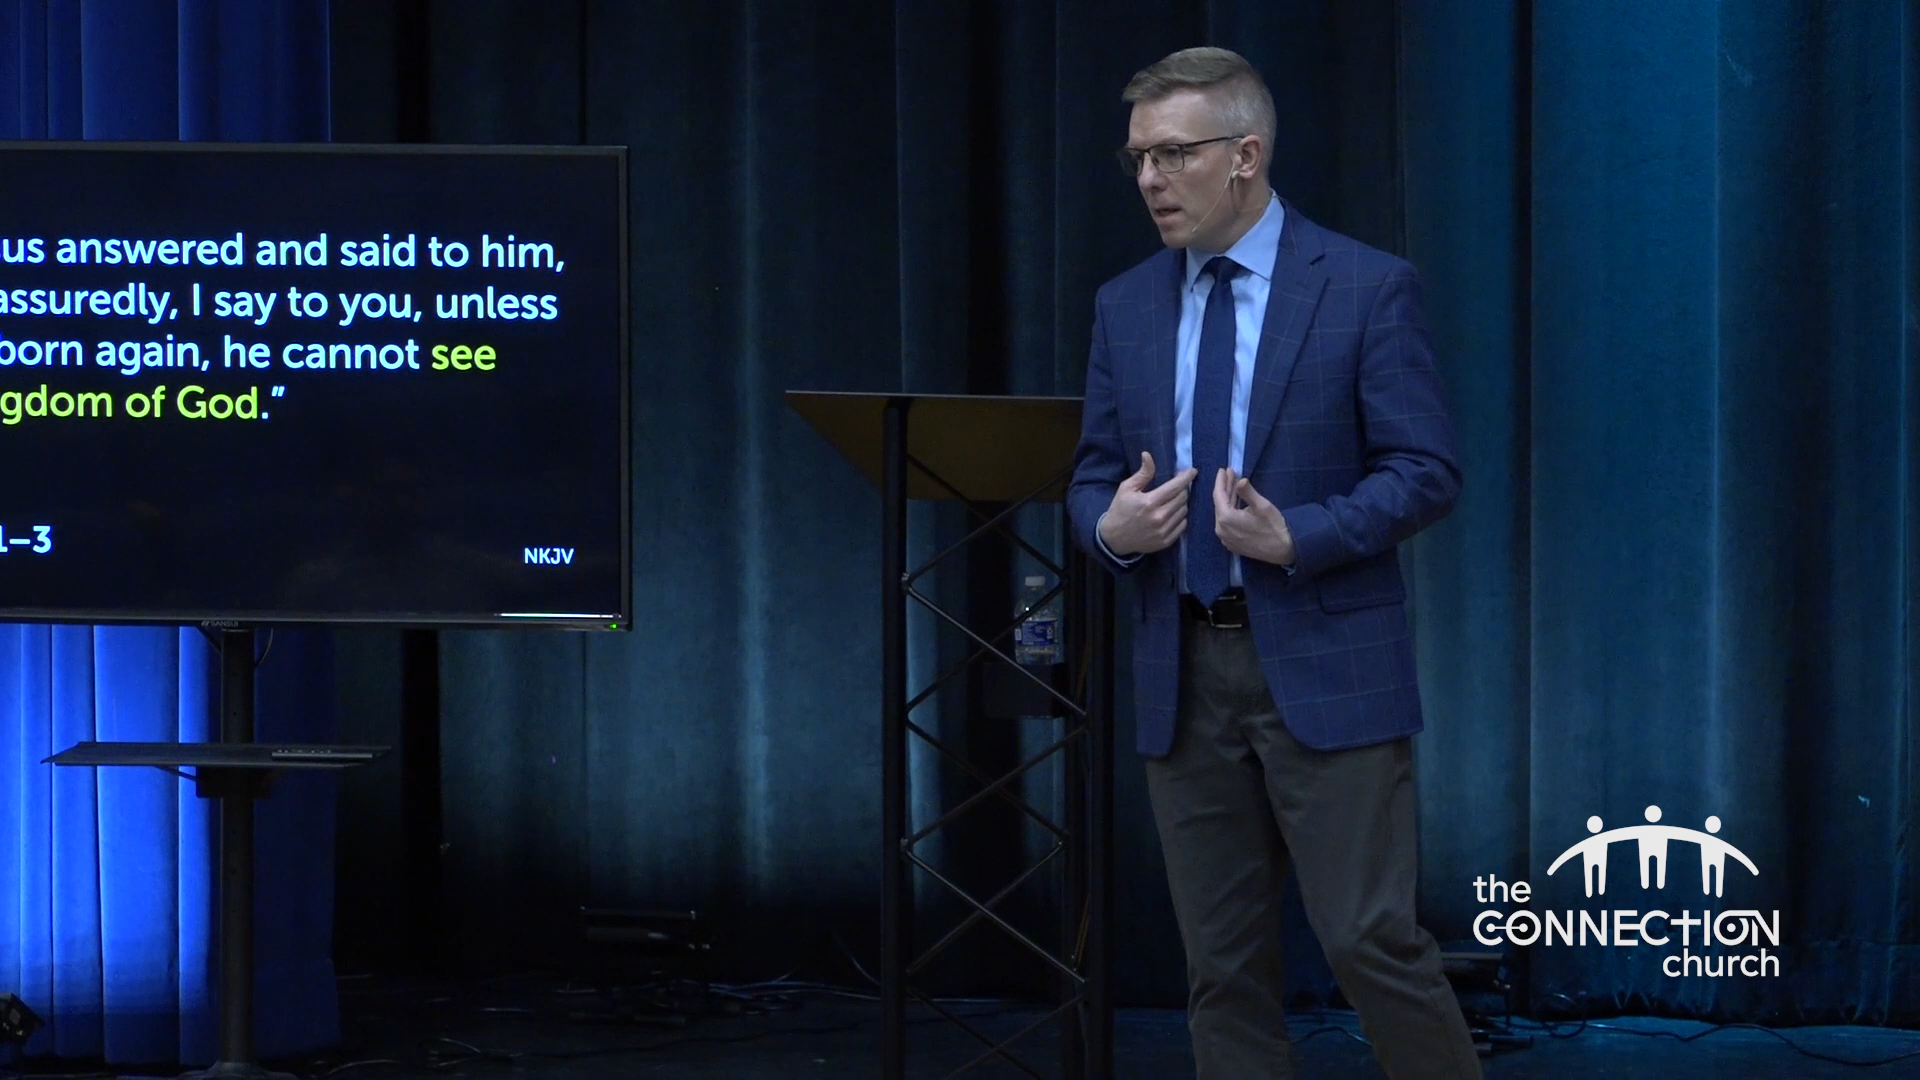 us answered and said to him,
assuredly, I say to you, unless
born again, he cannot see
gdom of God.”
1–3
NKJV
SANSUI
the
CONNECTION
church